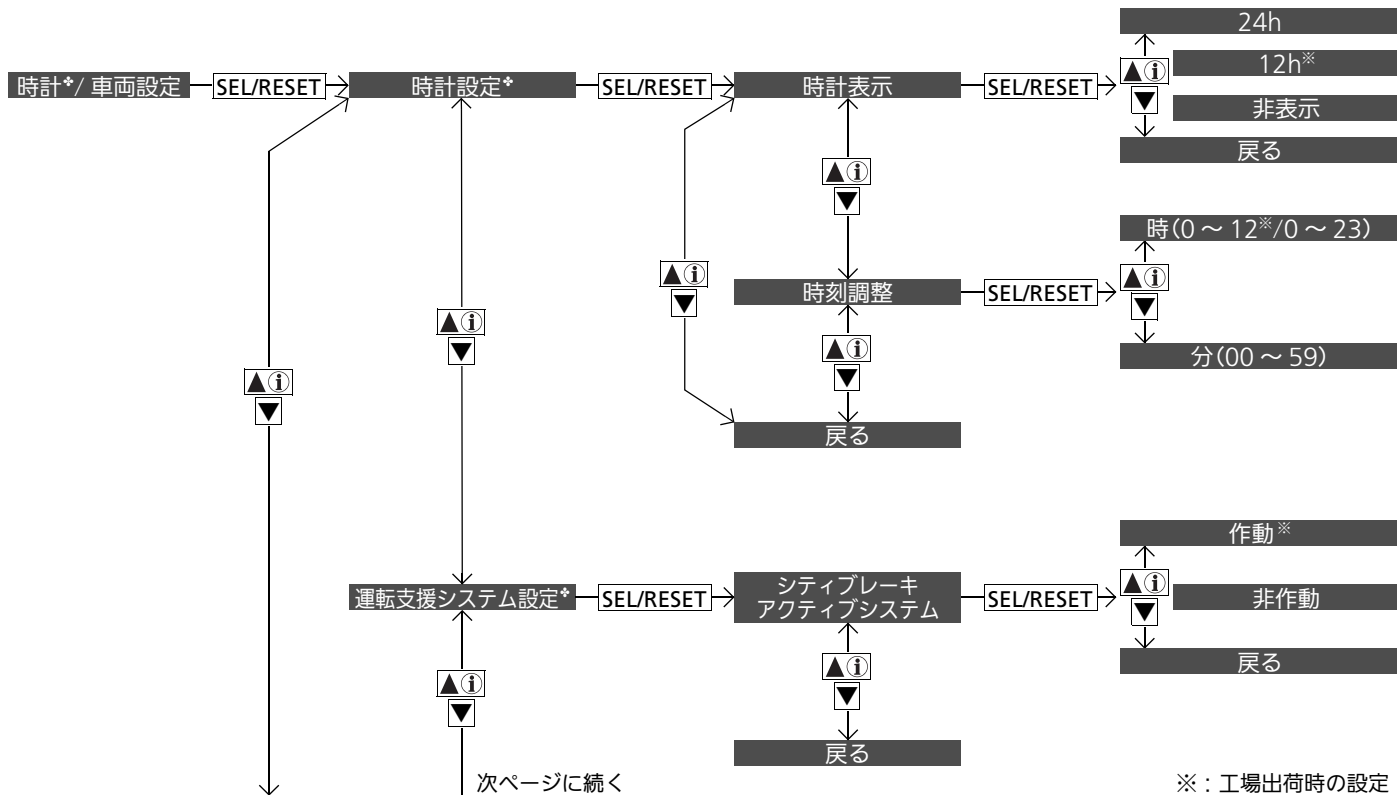 24h
時計✤/ 車両設定 SEL/RESET 時計設定✤ SEL/RESET 時計表示 SEL/RESET ▲ⓘ 12h※
▼ 非表示
戻る
▲ⓘ
▼
時(0 ～ 12※/0 ～ 23)
▲ⓘ
▼
時刻調整 SEL/RESET ▲ⓘ
▼
▲ⓘ
▼
▲ⓘ
▼
分(00 ～ 59)
▲ⓘ
▼
戻る
作動※
運転支援システム設定✤ SEL/RESET シティブレーキ
アクティブシステム SEL/RESET ▲ⓘ 非作動
▼
戻る
▲ⓘ
▼
▲ⓘ
▼
戻る
次ページに続く
※ : 工場出荷時の設定